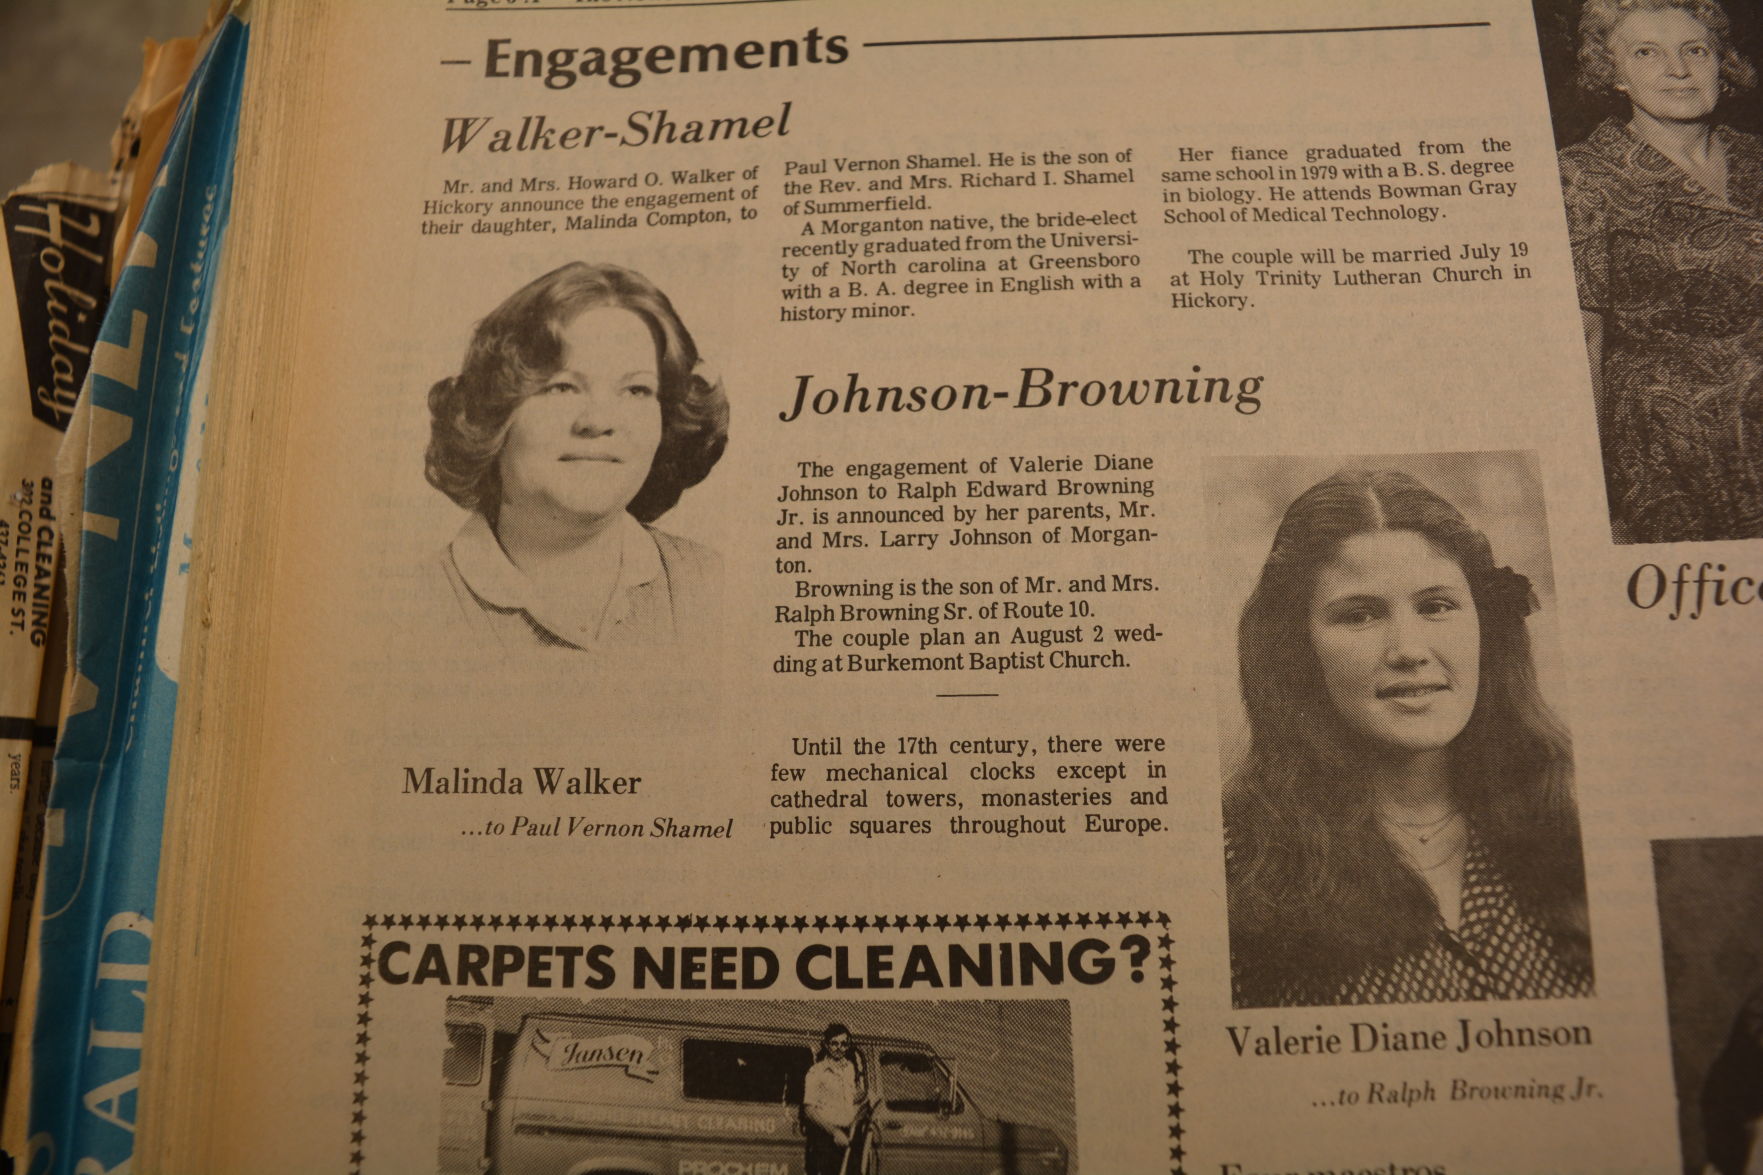 Engagements
Walker-Shamel
Mr. and Mrs. Howard O. Walker of
Hickory announce the engagement of
their daughter, Malinda Compton, to
Paul Vernon Shamel. He is the son of
the Rev. and Mrs. Richard I. Shamel
of Summerfield.
A Morganton native, the bride-elect
recently graduated from the Universi-
ty of North carolina at Greensboro
with a B. A. degree in English with a
history minor.
Her fiance graduated from the
same school in 1979 with a B. S. degree
in biology. He attends Bowman Gray
School of Medical Technology.
The couple will be married July 19
at Holy Trinity Lutheran Church in
Hickory.
Malinda Walker
...to Paul Vernon Shamel
Johnson-Browning
The engagement of Valerie Diane
Johnson to Ralph Edward Browning
Jr. is announced by her parents, Mr.
and Mrs. Larry Johnson of Morgan-
ton.
Browning is the son of Mr. and Mrs.
Ralph Browning Sr. of Route 10.
The couple plan an August 2 wed-
ding at Burkemont Baptist Church.
Until the 17th century, there were
few mechanical clocks except in
cathedral towers, monasteries and
public squares throughout Europe.
Valerie Diane Johnson
...to Ralph Browning Jr.
CARPETS NEED CLEANING?
Jansen
CLEANING
PROCHEM
Holiday
and CLEANING
302 COLLEGE ST.
years.